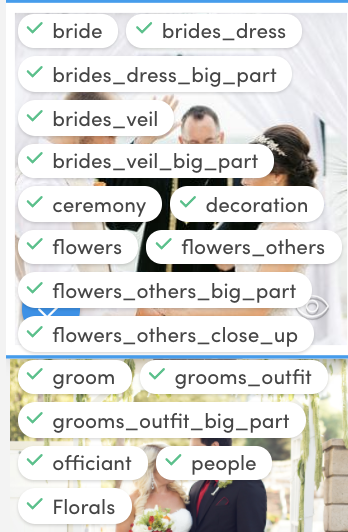 bride brides_dress
brides_dress_big_part
brides_veil
brides_veil_big_part
ceremony decoration
flowers flowers_others
flowers_others_big_part
flowers_others_close_up
groom grooms_outfit
grooms_outfit_big_part
officiant people
Florals